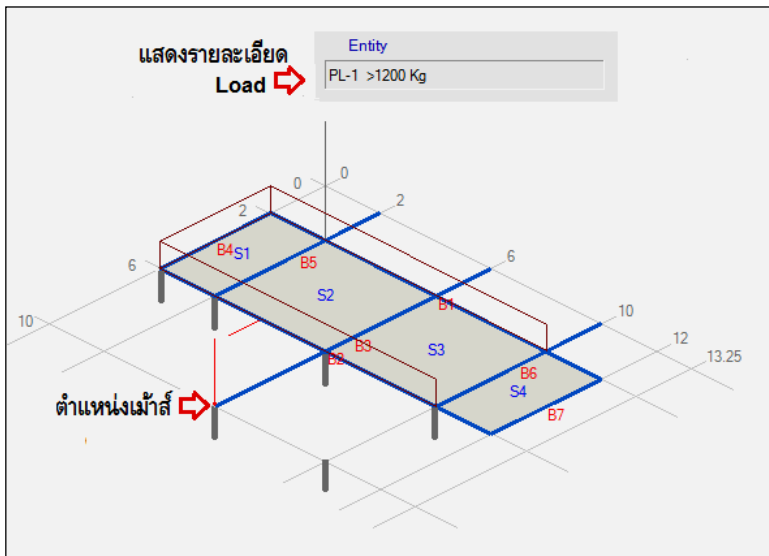 Entity
แสดงรายละเอียด
Load
PL-1 >1200 Kg
0
0
2
2
6
6
10
10
12
13.25
B4
S1
B5
S2
B1
S3
B3
B2
B6
S4
B7
ตำแหน่งเม้าส์